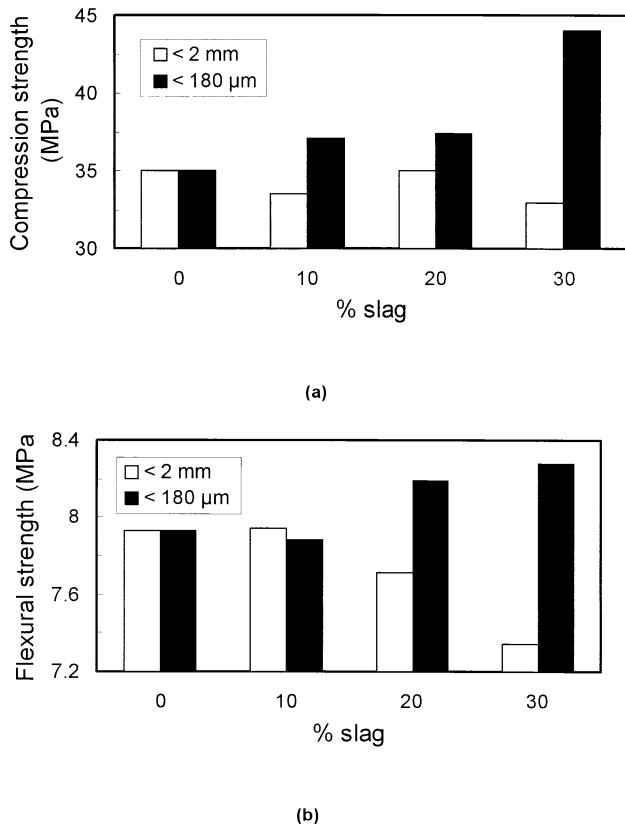 45
40
35
30
Compression strength
(MPa)
< 2 mm
< 180 µm
0 10 20 30
% slag
(a)
8.4
8
7.6
7.2
Flexural strength (MPa
< 2 mm
< 180 µm
0 10 20 30
% slag
(b)